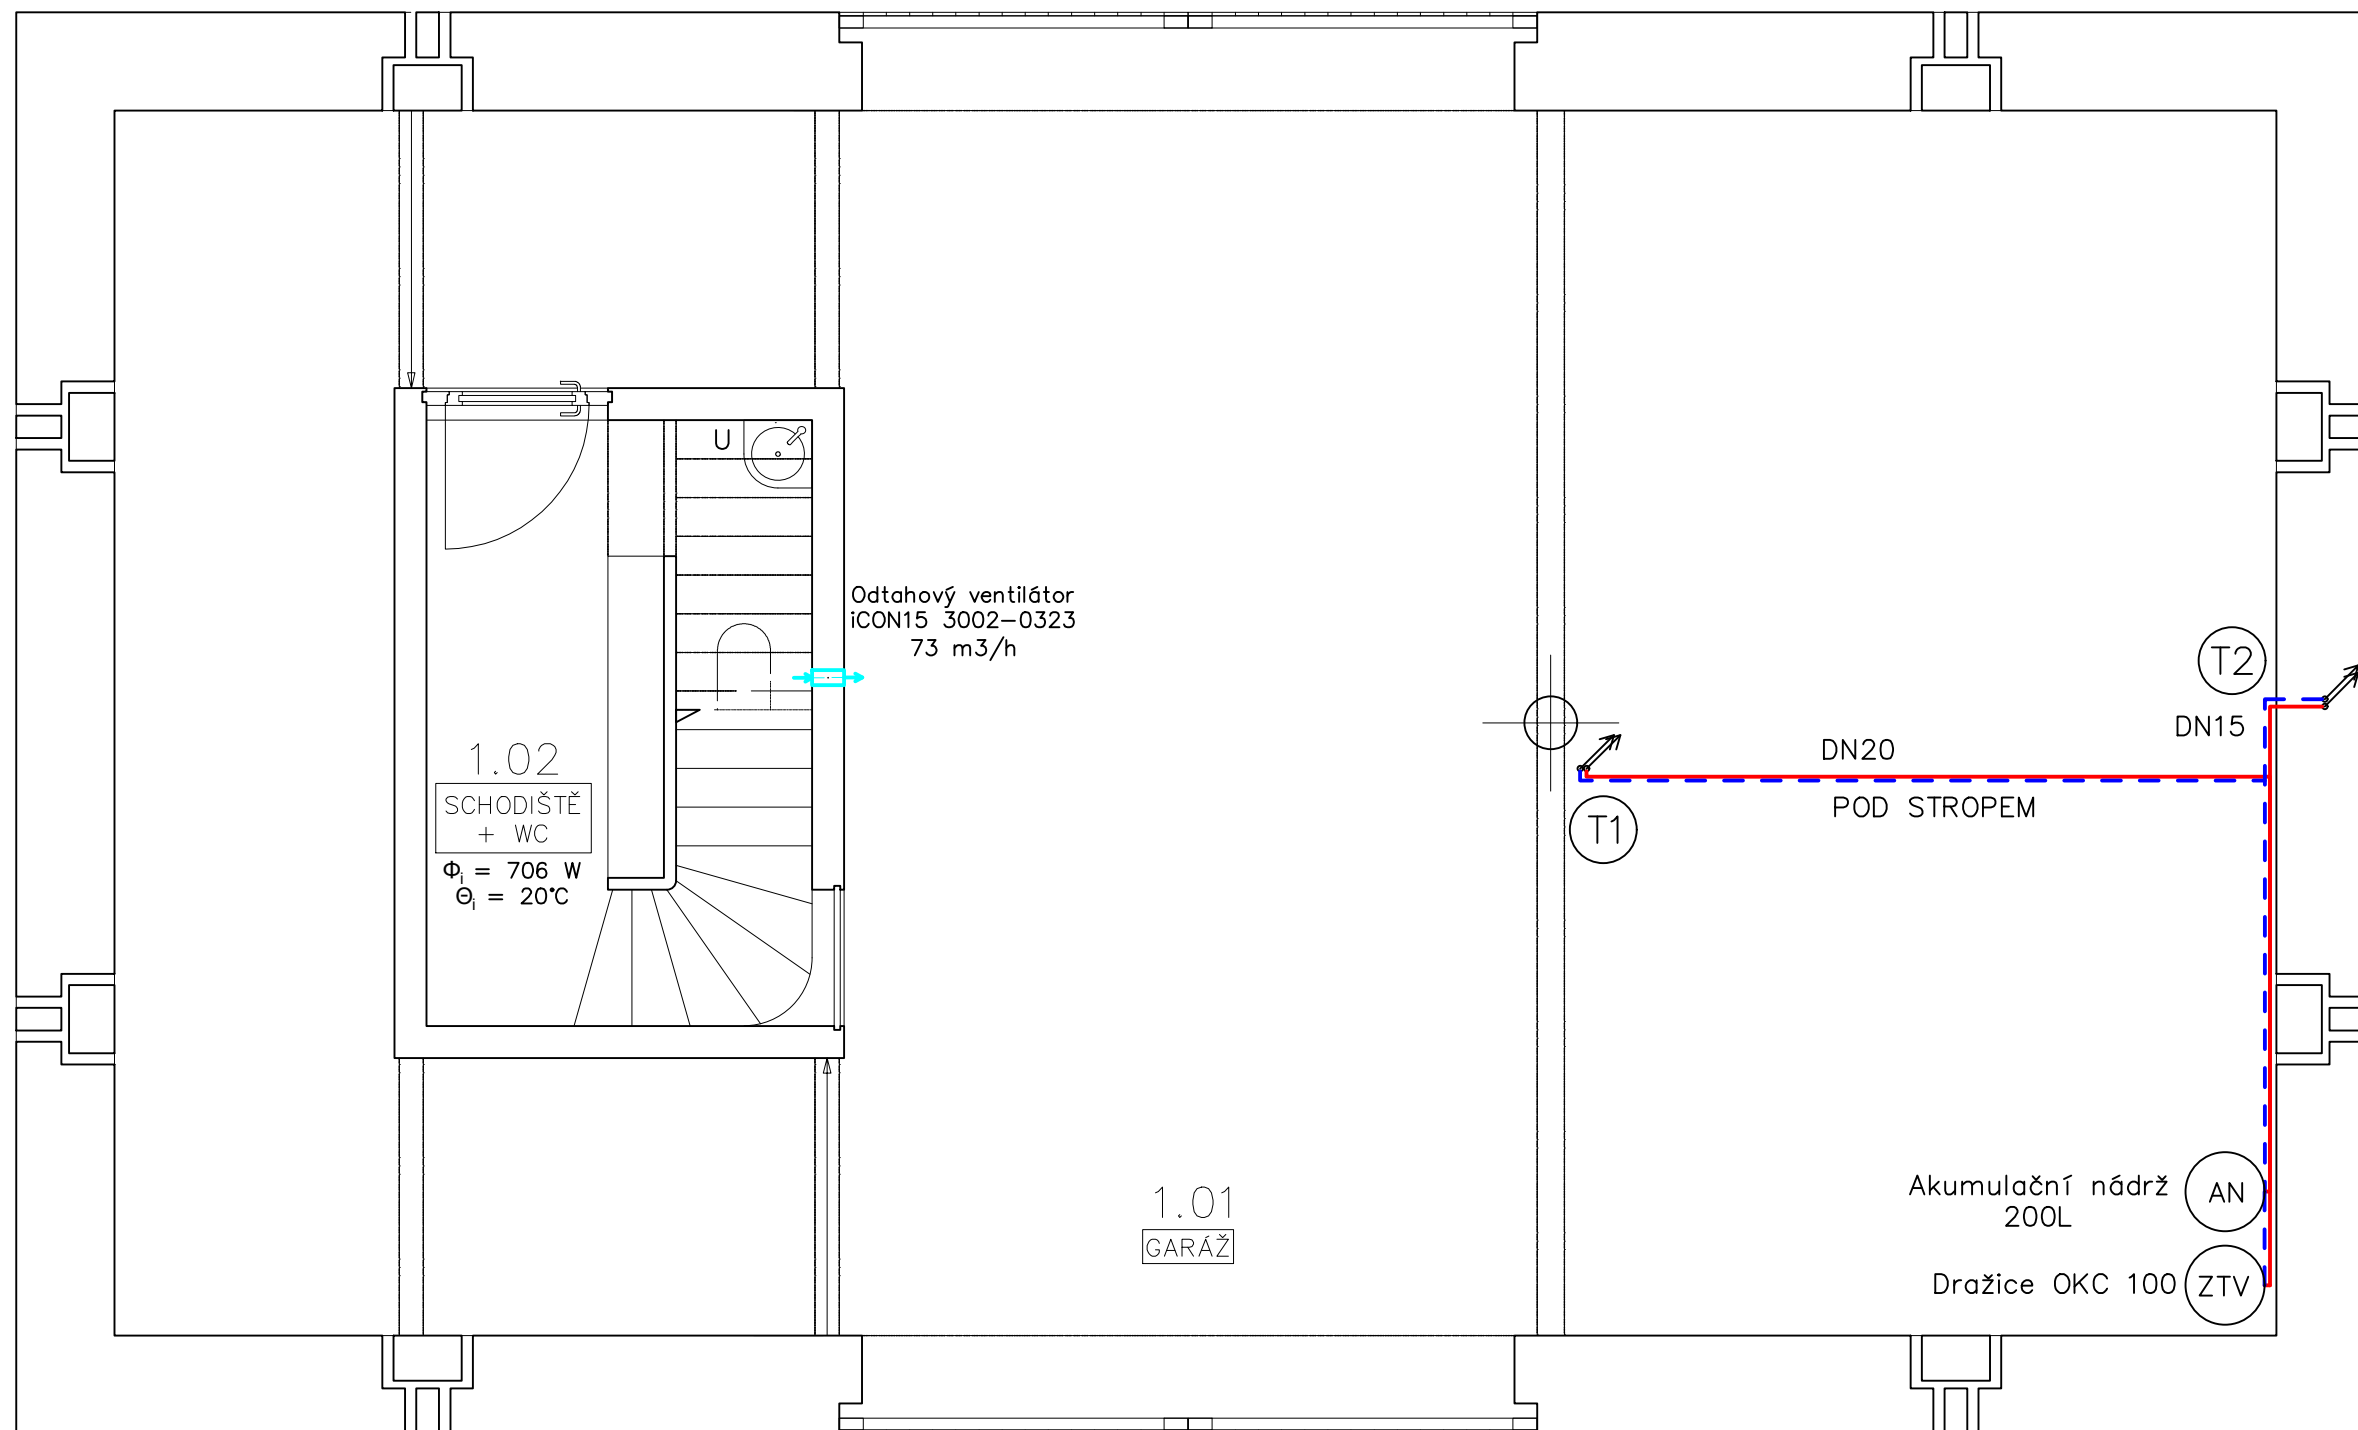 U
Odtahový ventilátor
iCON15 3002-0323
73 m3/h
T2
DN15
DN20
POD STROPEM
T1
1.02
SCHODIŠTĚ
+ WC
Φi = 706 W
Θi = 20°C
1.01
GARÁŽ
Akumulační nádrž
200L
AN
Dražice OKC 100
ZTV